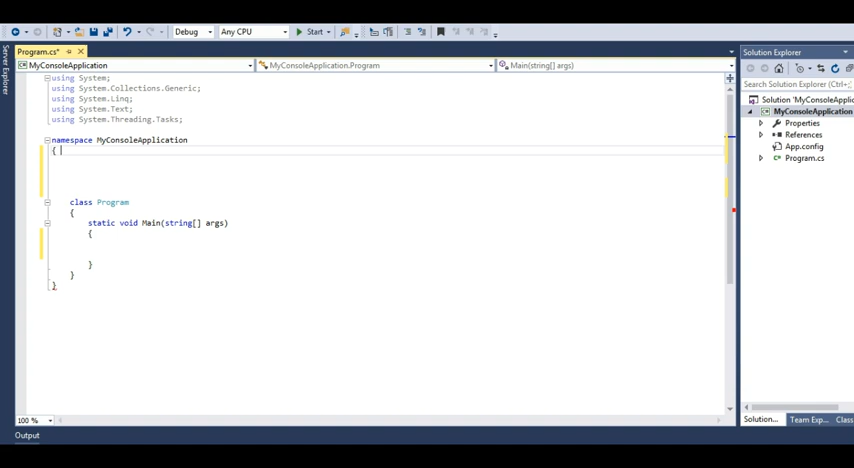 Debug Any CPU Start
Server Explorer
Program.cs*
MyConsoleApplication MyConsoleApplication.Program Main(string[] args)
using System;
using System.Collections.Generic;
using System.Linq;
using System.Text;
using System.Threading.Tasks;
namespace MyConsoleApplication
{
class Program
{
static void Main(string[] args)
{
}
}
}
100 %
Output
Solution Explorer
Search Solution Explorer (Ctrl+;
Solution 'MyConsoleApplic
MyConsoleApplication
Properties
References
App.config
Program.cs
Solution... Team Exp... Class